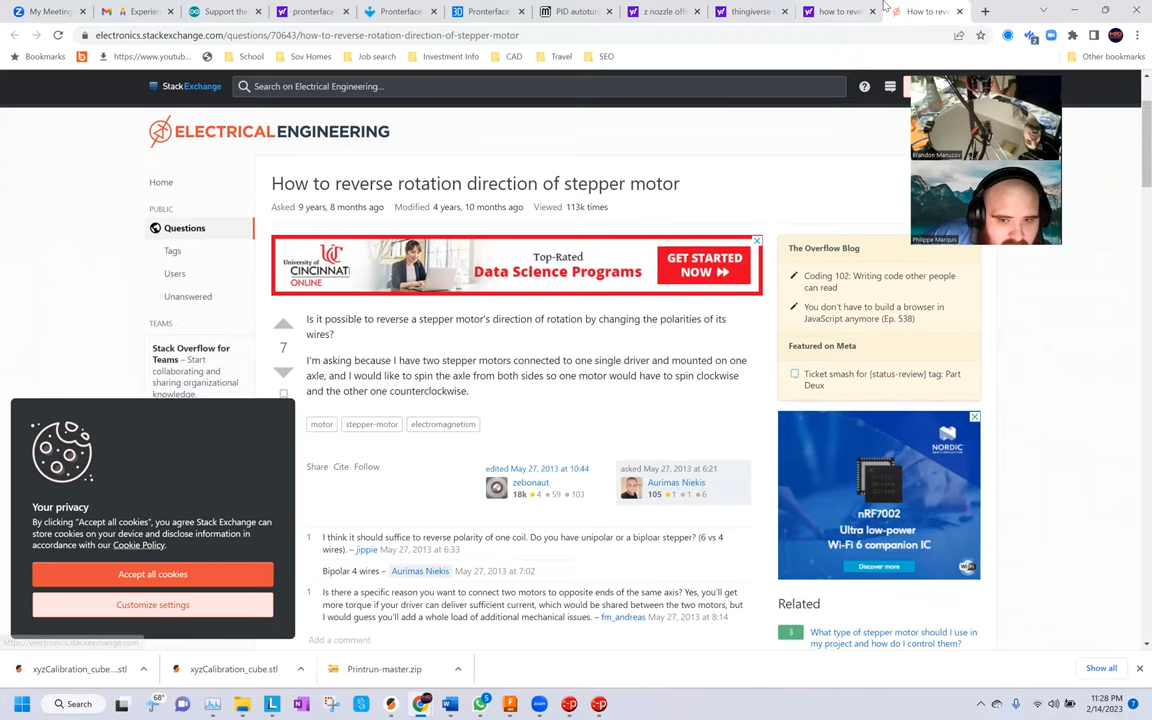 My Meeting
Experien
Support the
pronterface
Pronterface
Pronterface
PID autotun
z nozzle off
thingiverse
how to reve
How to reve
electronics.stackexchange.com/questions/70643/how-to-reverse-rotation-direction-of-stepper-motor
Bookmarks
https://www.youtub...
School
Sov Homes
Job search
Investment Info
CAD
Travel
SEO
Other bookmarks
StackExchange
Search on Electrical Engineering...
ELECTRICAL ENGINEERING
Brandon Manusov
Philippe Marquis
Home
PUBLIC
Questions
Tags
Users
Unanswered
TEAMS
Stack Overflow for
Teams – Start
collaborating and
sharing organizational
knowledge.
How to reverse rotation direction of stepper motor
Asked 9 years, 8 months ago Modified 4 years, 10 months ago Viewed 113k times
University of
CINCINNATI
ONLINE
Top-Rated
Data Science Programs
GET STARTED
NOW
7
Is it possible to reverse a stepper motor's direction of rotation by changing the polarities of its
wires?
I'm asking because I have two stepper motors connected to one single driver and mounted on one
axle, and I would like to spin the axle from both sides so one motor would have to spin clockwise
and the other one counterclockwise.
motor stepper-motor electromagnetism
Share Cite Follow
edited May 27, 2013 at 10:44
zebonaut
18k 4 59 103
asked May 27, 2013 at 6:21
Aurimas Niekis
105 1 1 6
1 I think it should suffice to reverse polarity of one coil. Do you have unipolar or a biploar stepper? (6 vs 4
wires). – jippie May 27, 2013 at 6:33
Bipolar 4 wires – Aurimas Niekis May 27, 2013 at 7:02
1 Is there a specific reason you want to connect two motors to opposite ends of the same axis? Yes, you'll get
more torque if your driver can deliver sufficient current, which would be shared between the two motors, but
I would guess you'll add a whole load of additional mechanical issues. – fm_andreas May 27, 2013 at 8:14
Add a comment
The Overflow Blog
Coding 102: Writing code other people
can read
You don't have to build a browser in
JavaScript anymore (Ep. 538)
Featured on Meta
Ticket smash for [status-review] tag: Part
Deux
NORDIC
SEMICONDUCTOR
nRF7002
Ultra low-power
Wi-Fi 6 companion IC
Discover more
Related
3 What type of stepper motor should I use in
my project and how do I control them?
Your privacy
By clicking "Accept all cookies", you agree Stack Exchange can
store cookies on your device and disclose information in
accordance with our Cookie Policy.
Accept all cookies
Customize settings
https://electronics.stackexchange.com
xyzCalibration_cube....stl
xyzCalibration_cube.stl
Printrun-master.zip
Show all
Search
68°
5
11:28 PM
2/14/2023
7